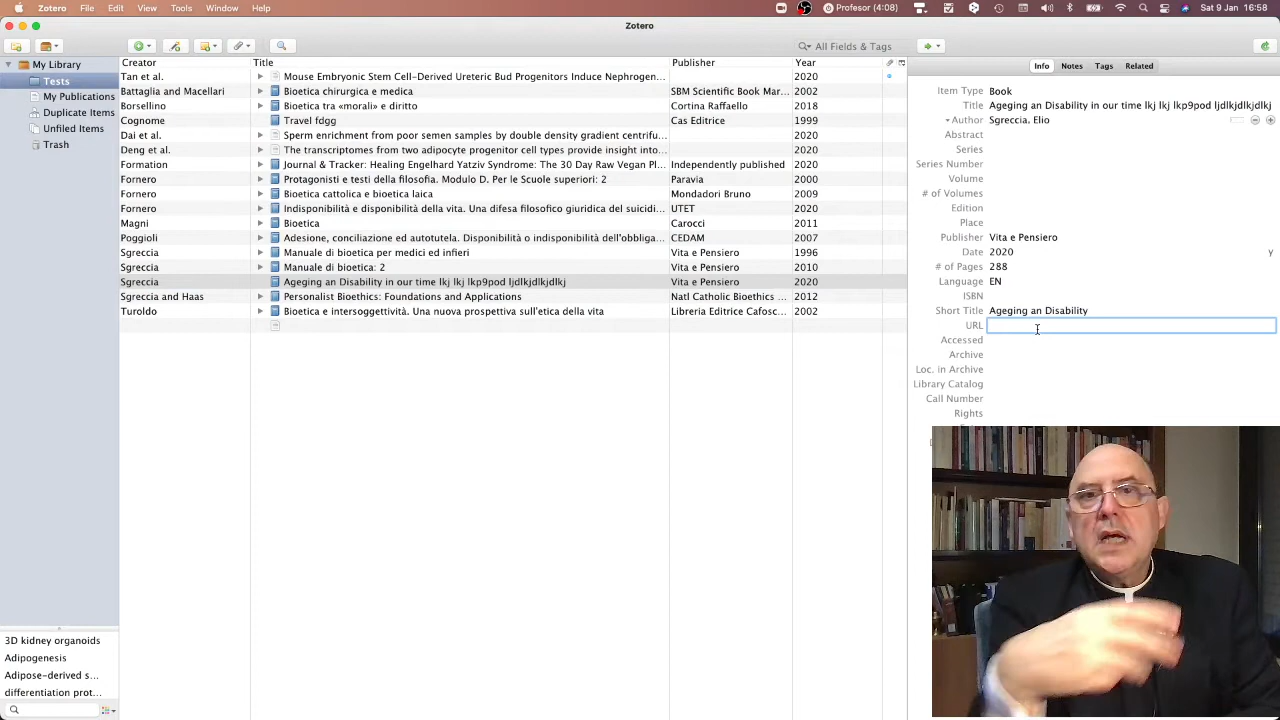 Zotero File Edit View Tools Window Help Profesor (4:08) Sat 9 Jan 16:58
Zotero
All Fields & Tags
My Library
Tests
My Publications
Duplicate Items
Unfiled Items
Trash
3D kidney organoids
Adipogenesis
Adipose-derived s...
differentiation prot...
Creator Title Publisher Year
Tan et al. Mouse Embryonic Stem Cell-Derived Ureteric Bud Progenitors Induce Nephrogen... 2020
Battaglia and Macellari Bioetica chirurgica e medica SBM Scientific Book Mar... 2002
Borsellino Bioetica tra «morali» e diritto Cortina Raffaello 2018
Cognome Travel fdgg Cas Editrice 1999
Dai et al. Sperm enrichment from poor semen samples by double density gradient centrifu... 2020
Deng et al. The transcriptomes from two adipocyte progenitor cell types provide insight into... 2020
Formation Journal & Tracker: Healing Engelhard Yatziv Syndrome: The 30 Day Raw Vegan Pl... Independently published 2020
Fornero Protagonisti e testi della filosofia. Modulo D. Per le Scuole superiori: 2 Paravia 2000
Fornero Bioetica cattolica e bioetica laica Mondadori Bruno 2009
Fornero Indisponibilità e disponibilità della vita. Una difesa filosofico giuridica del suicidi... UTET 2020
Magni Bioetica Carocci 2011
Poggioli Adesione, conciliazione ed autotutela. Disponibilità o indisponibilità dell'obbliga... CEDAM 2007
Sgreccia Manuale di bioetica per medici ed infieri Vita e Pensiero 1996
Sgreccia Manuale di bioetica: 2 Vita e Pensiero 2010
Sgreccia Ageging an Disability in our time lkj lkj lkp9pod ljdlkjdlkjdlkj Vita e Pensiero 2020
Sgreccia and Haas Personalist Bioethics: Foundations and Applications Natl Catholic Bioethics ... 2012
Turoldo Bioetica e intersoggettività. Una nuova prospettiva sull'etica della vita Libreria Editrice Cafosc... 2002
Info Notes Tags Related
Item Type Book
Title Ageging an Disability in our time lkj lkj lkp9pod ljdlkjdlkjdlkj
Author Sgreccia, Elio
Abstract
Series
Series Number
Volume
# of Volumes
Edition
Place
Publisher Vita e Pensiero
Date 2020 y
# of Pages 288
Language EN
ISBN
Short Title Ageging an Disability
URL
Accessed
Archive
Loc. in Archive
Library Catalog
Call Number
Rights